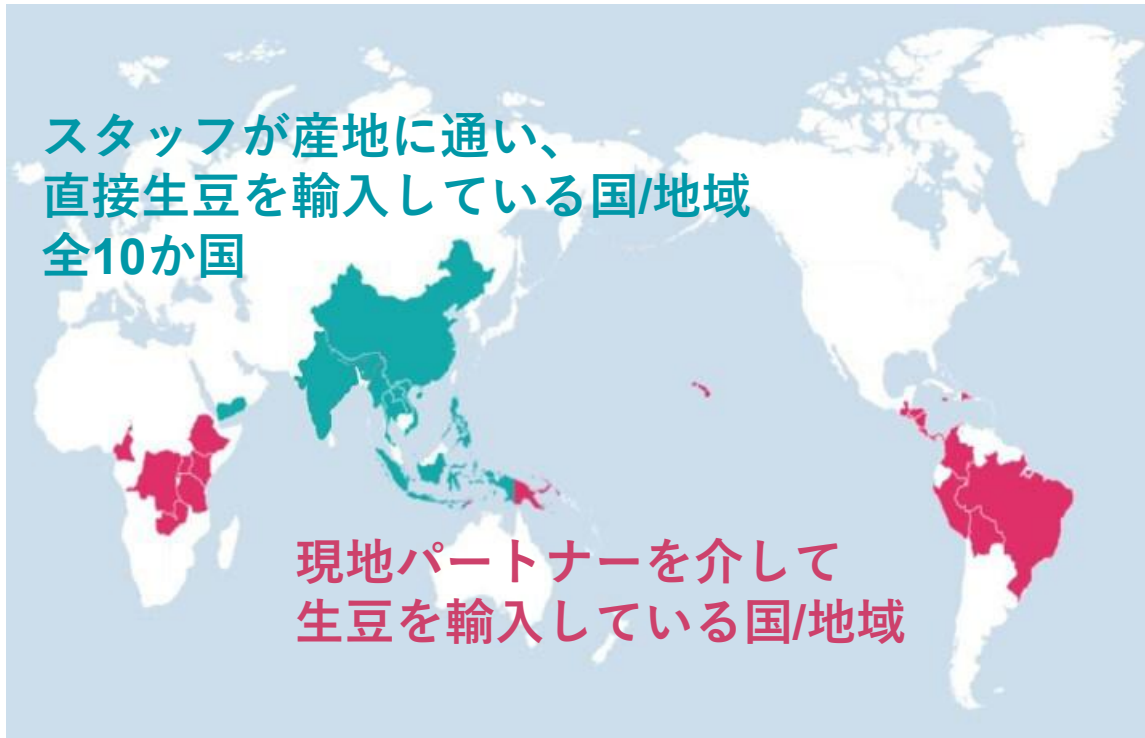 スタッフが産地に通い、
直接生豆を輸入している国/地域
全10か国
現地パートナーを介して
生豆を輸入している国/地域